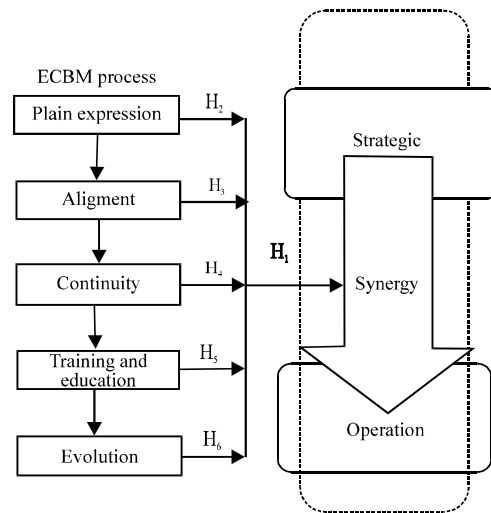 ECBM process
Plain expression
H2
Strategic
Aligment
H3
H1
Continuity
H4
Synergy
Training and
education
H5
Operation
Evolution
H6